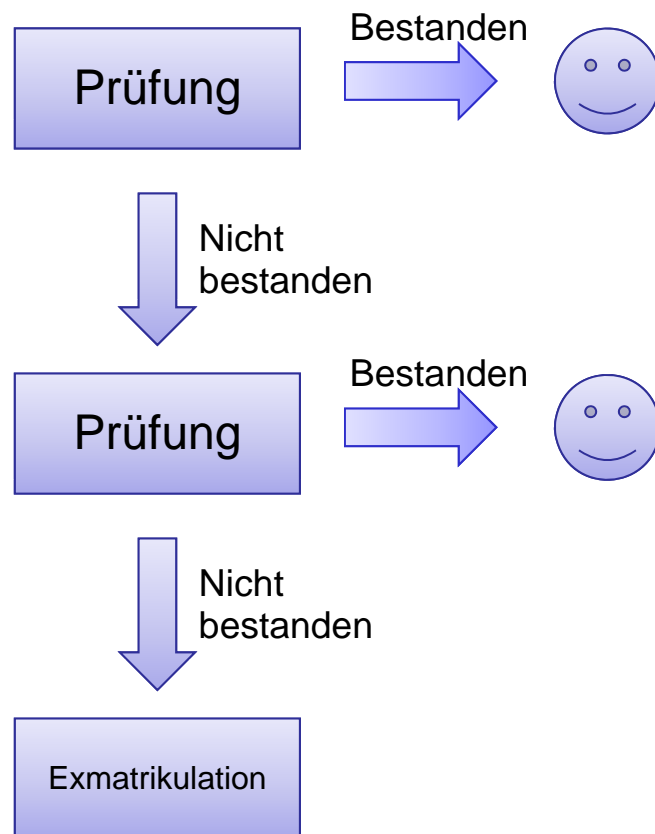 Bestanden
Prüfung
Nicht
bestanden
Bestanden
Prüfung
Nicht
bestanden
Exmatrikulation